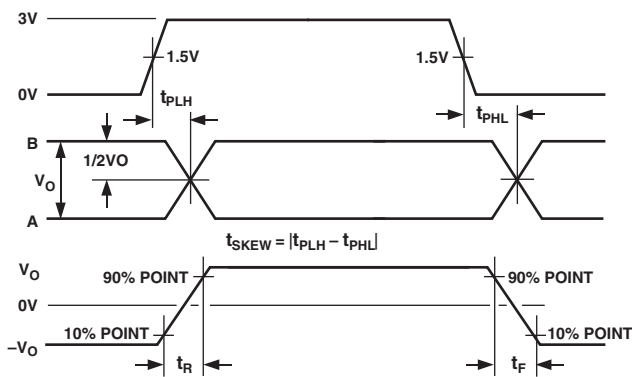 3V
1.5V
1.5V
0V
tPLH
tPHL
B
1/2VO
VO
A
tSKEW = |tPLH – tPHL|
VO
90% POINT
90% POINT
0V
10% POINT
10% POINT
–VO
tR
tF